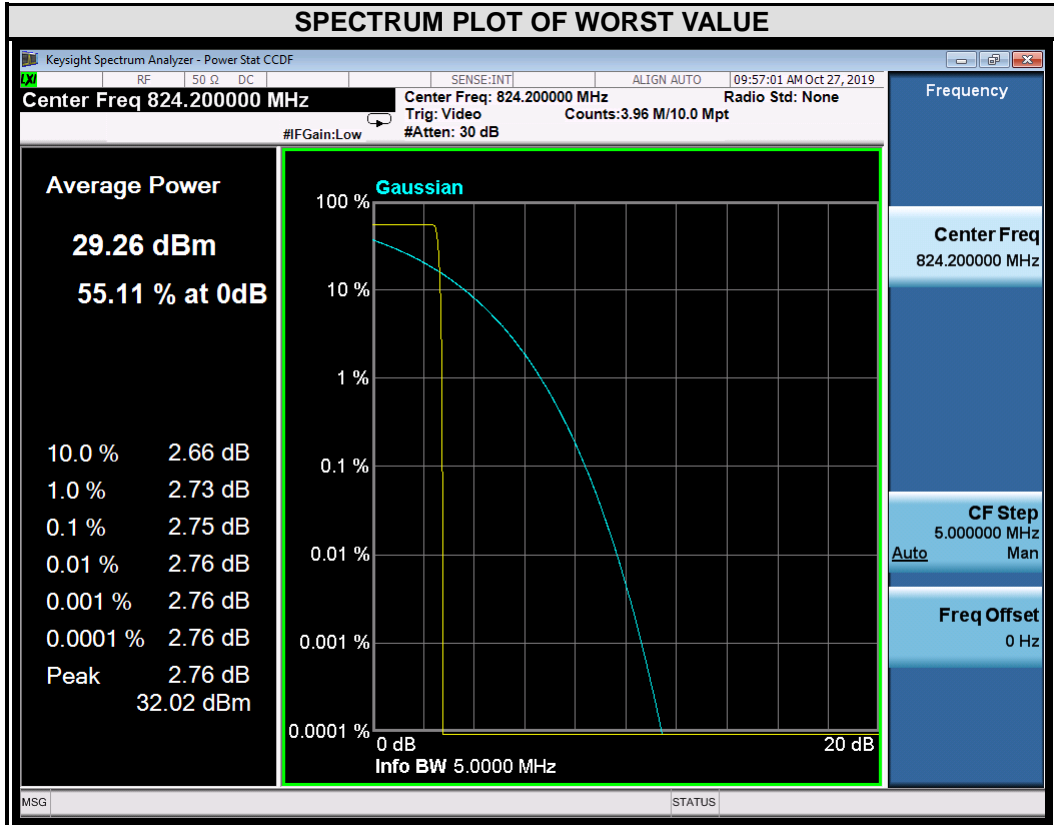 SPECTRUM PLOT OF WORST VALUE
Keysight Spectrum Analyzer - Power Stat CCDF
LXI RF 50 Ω DC SENSE:INT ALIGN AUTO 09:57:01 AM Oct 27, 2019
Center Freq 824.200000 MHz
Center Freq: 824.200000 MHz Radio Std: None
Trig: Video Counts:3.96 M/10.0 Mpt
#IFGain:Low #Atten: 30 dB
Average Power
29.26 dBm
55.11 % at 0dB
10.0 % 2.66 dB
1.0 % 2.73 dB
0.1 % 2.75 dB
0.01 % 2.76 dB
0.001 % 2.76 dB
0.0001 % 2.76 dB
Peak 2.76 dB
32.02 dBm
Gaussian
100 %
10 %
1 %
0.1 %
0.01 %
0.001 %
0.0001 %
0 dB 20 dB
Info BW 5.0000 MHz
Frequency
Center Freq
824.200000 MHz
CF Step
5.000000 MHz
Auto Man
Freq Offset
0 Hz
MSG STATUS